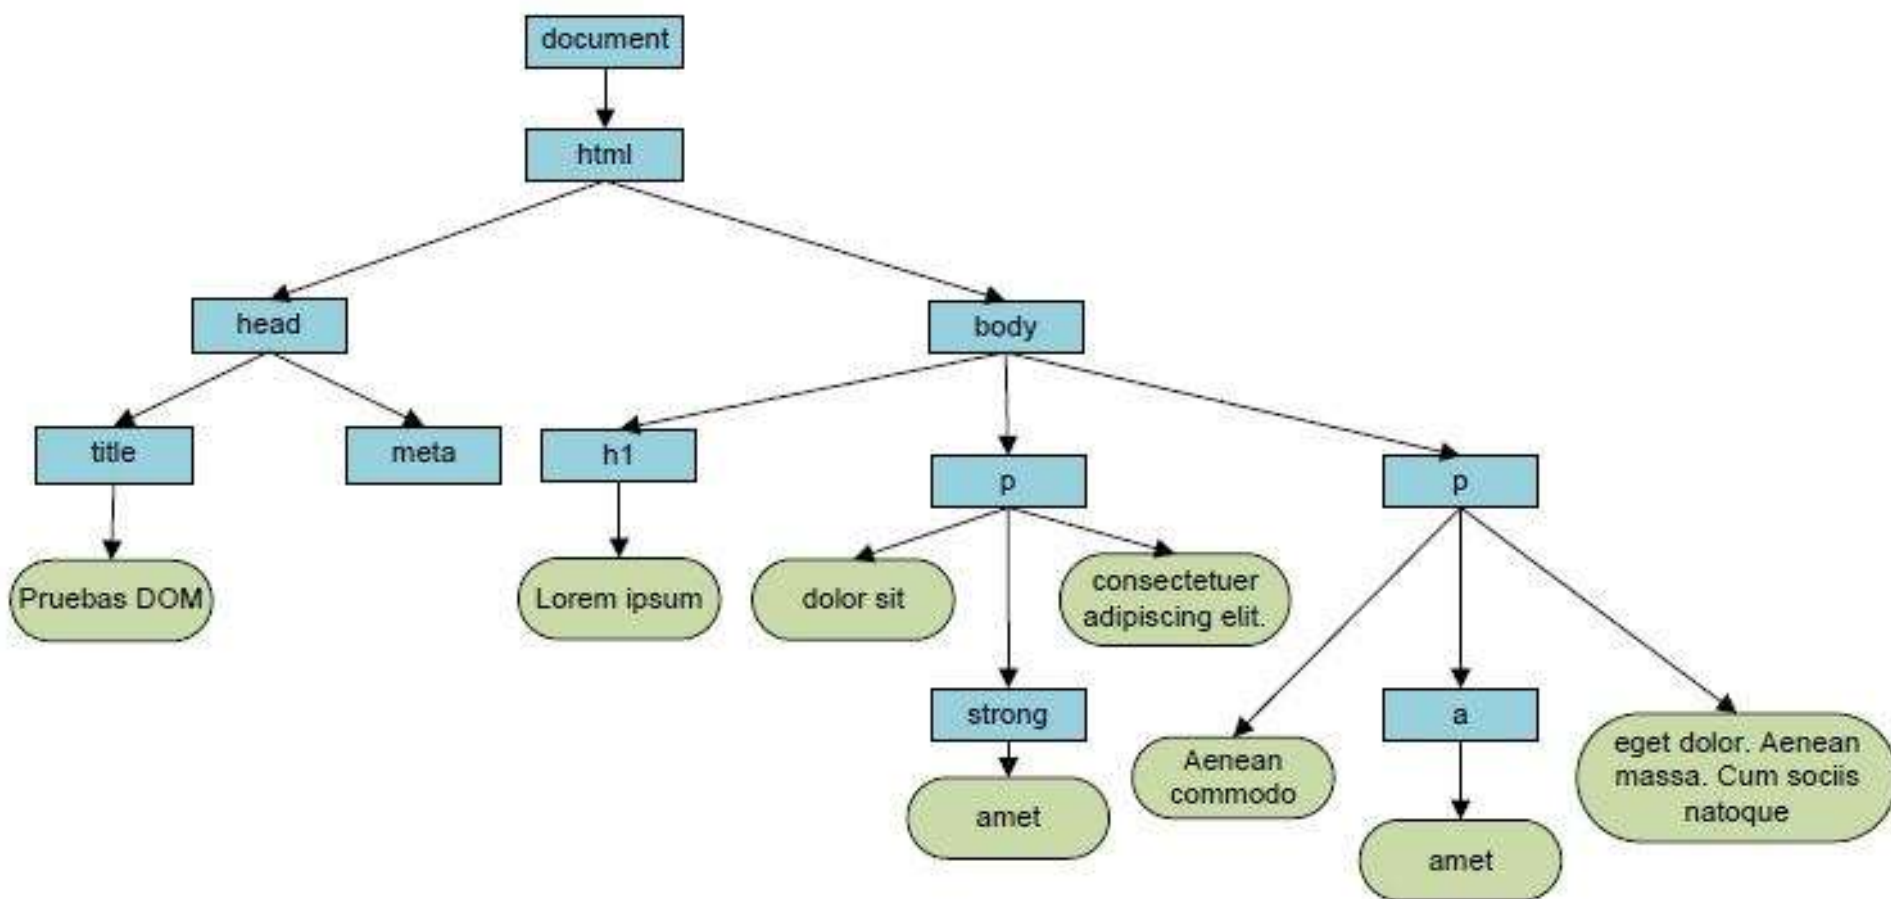 document
html
head
body
title
meta
h1
p
p
Pruebas DOM
Lorem ipsum
dolor sit
consectetuer
adipiscing elit.
strong
a
amet
Aenean
commodo
eget dolor. Aenean
massa. Cum sociis
natoque
amet